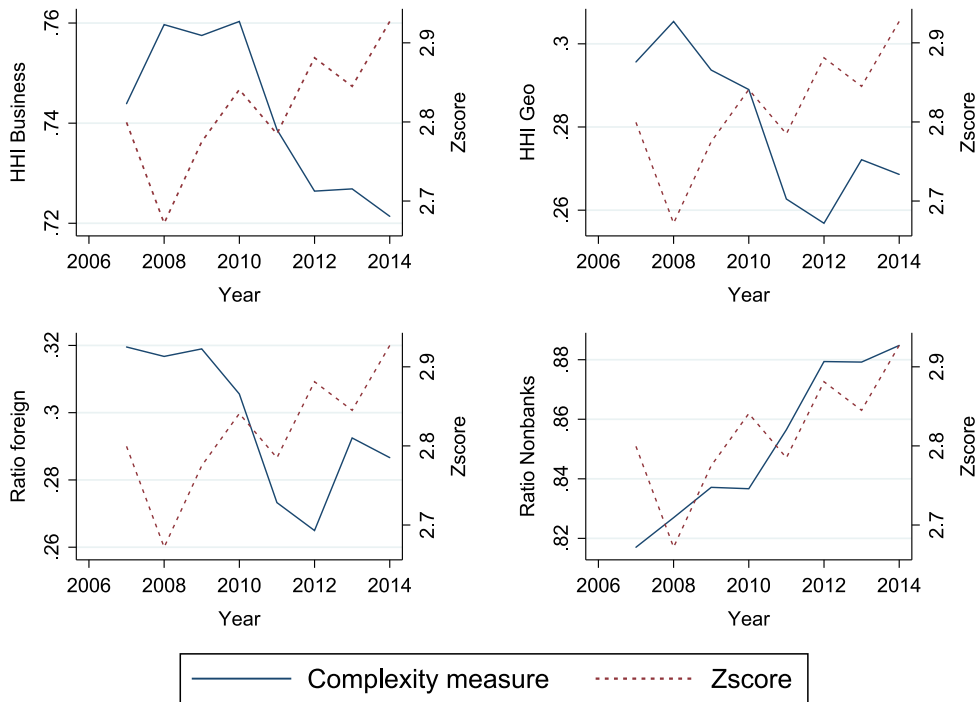 HHI Business
.72 .74 .76
2.7 2.8 2.9
Zscore
2006 2008 2010 2012 2014
Year
HHI Geo
.26 .28 .3
2.7 2.8 2.9
Zscore
2006 2008 2010 2012 2014
Year
Ratio foreign
.26 .28 .3 .32
2.7 2.8 2.9
Zscore
2006 2008 2010 2012 2014
Year
Ratio Nonbanks
.82 .84 .86 .88
2.7 2.8 2.9
Zscore
2006 2008 2010 2012 2014
Year
Complexity measure Zscore